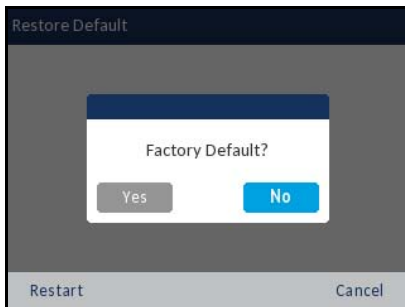 Restore Default
Factory Default?
Yes No
Restart Cancel